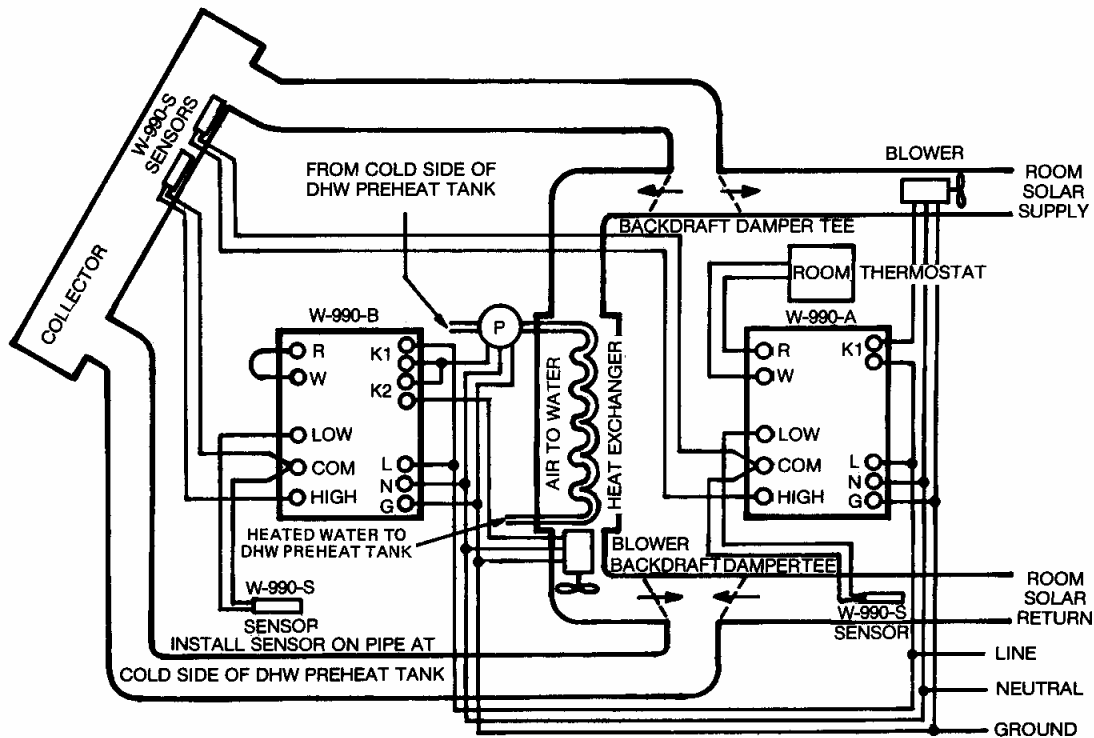 W-990-S
SENSORS
COLLECTOR
FROM COLD SIDE OF
DHW PREHEAT TANK
BLOWER
ROOM
SOLAR
SUPPLY
BACKDRAFT DAMPER TEE
ROOM THERMOSTAT
W-990-B
R
W
LOW
COM
HIGH
K1
K2
L
N
G
P
AIR TO WATER
HEAT EXCHANGER
W-990-A
R
W
LOW
COM
HIGH
K1
L
N
G
HEATED WATER TO
DHW PREHEAT TANK
BLOWER
BACKDRAFT DAMPER TEE
W-990-S
SENSOR
INSTALL SENSOR ON PIPE AT
COLD SIDE OF DHW PREHEAT TANK
W-990-S
SENSOR
ROOM
SOLAR
RETURN
LINE
NEUTRAL
GROUND